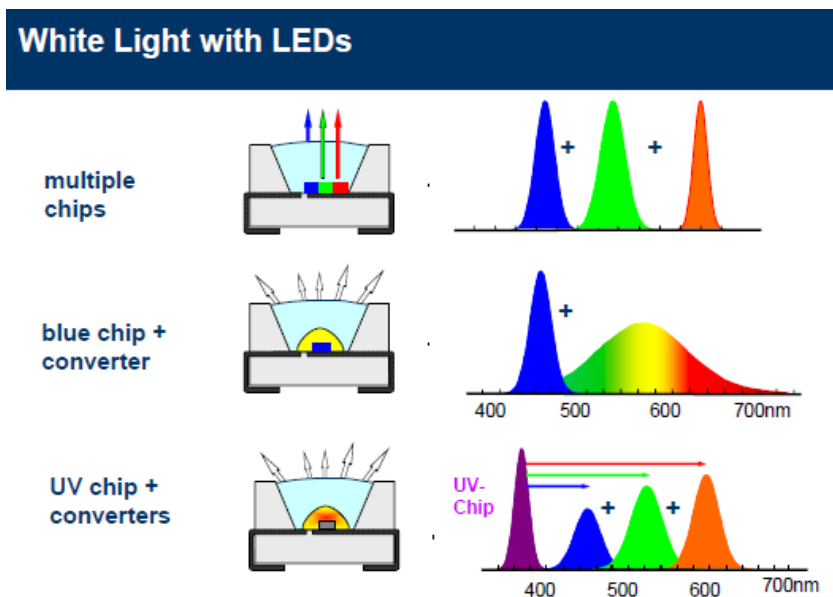 White Light with LEDs
multiple
chips
+ +
blue chip +
converter
+
400 500 600 700nm
UV chip +
converters
UV-
Chip
+ +
400 500 600 700nm